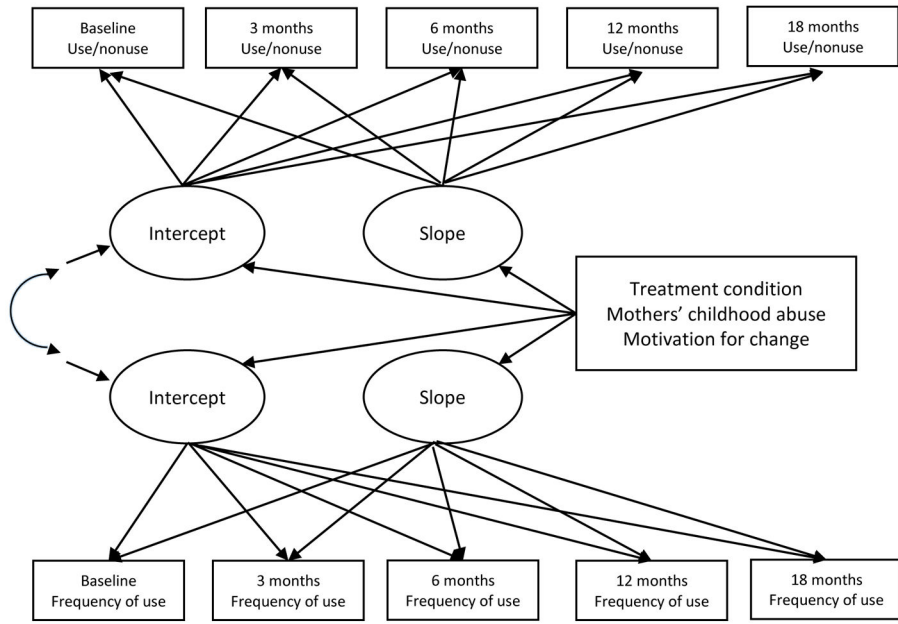 Baseline
Use/nonuse
3 months
Use/nonuse
6 months
Use/nonuse
12 months
Use/nonuse
18 months
Use/nonuse
Intercept
Slope
Treatment condition
Mothers’ childhood abuse
Motivation for change
Intercept
Slope
Baseline
Frequency of use
3 months
Frequency of use
6 months
Frequency of use
12 months
Frequency of use
18 months
Frequency of use